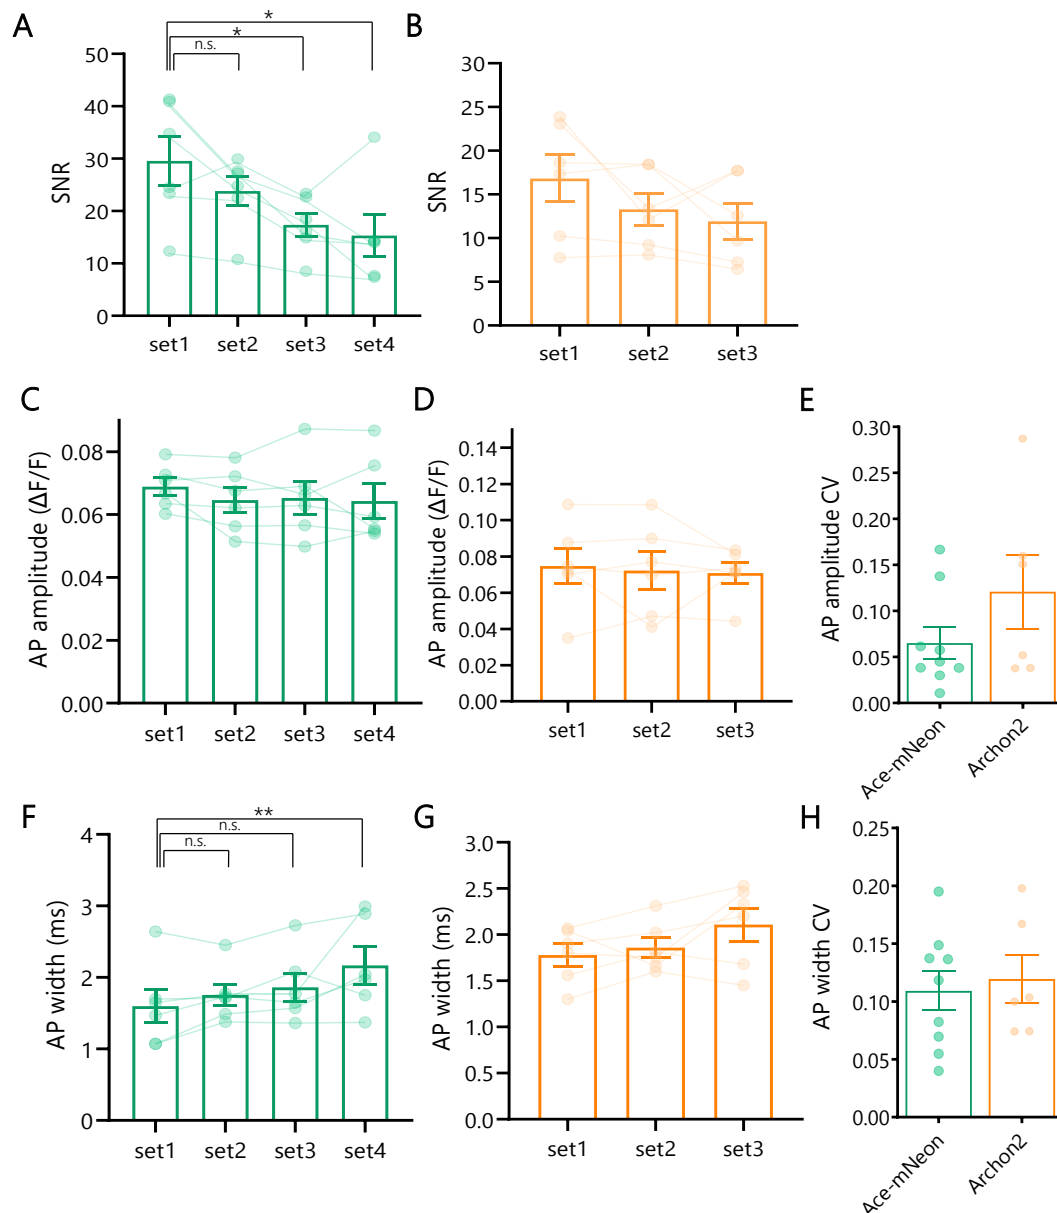 A
*
*
n.s.
SNR
50
40
30
20
10
0
set1 set2 set3 set4
B
SNR
30
25
20
15
10
5
0
set1 set2 set3
C
AP amplitude (ΔF/F)
0.08
0.06
0.04
0.02
0.00
set1 set2 set3 set4
D
AP amplitude (ΔF/F)
0.14
0.12
0.10
0.08
0.06
0.04
0.02
0.00
set1 set2 set3
E
AP amplitude CV
0.30
0.25
0.20
0.15
0.10
0.05
0.00
Ace-mNeon
Archon2
F
**
n.s.
n.s.
AP width (ms)
4
3
2
1
0
set1 set2 set3 set4
G
AP width (ms)
3.0
2.5
2.0
1.5
1.0
0.5
0.0
set1 set2 set3
H
AP width CV
0.25
0.20
0.15
0.10
0.05
0.00
Ace-mNeon
Archon2